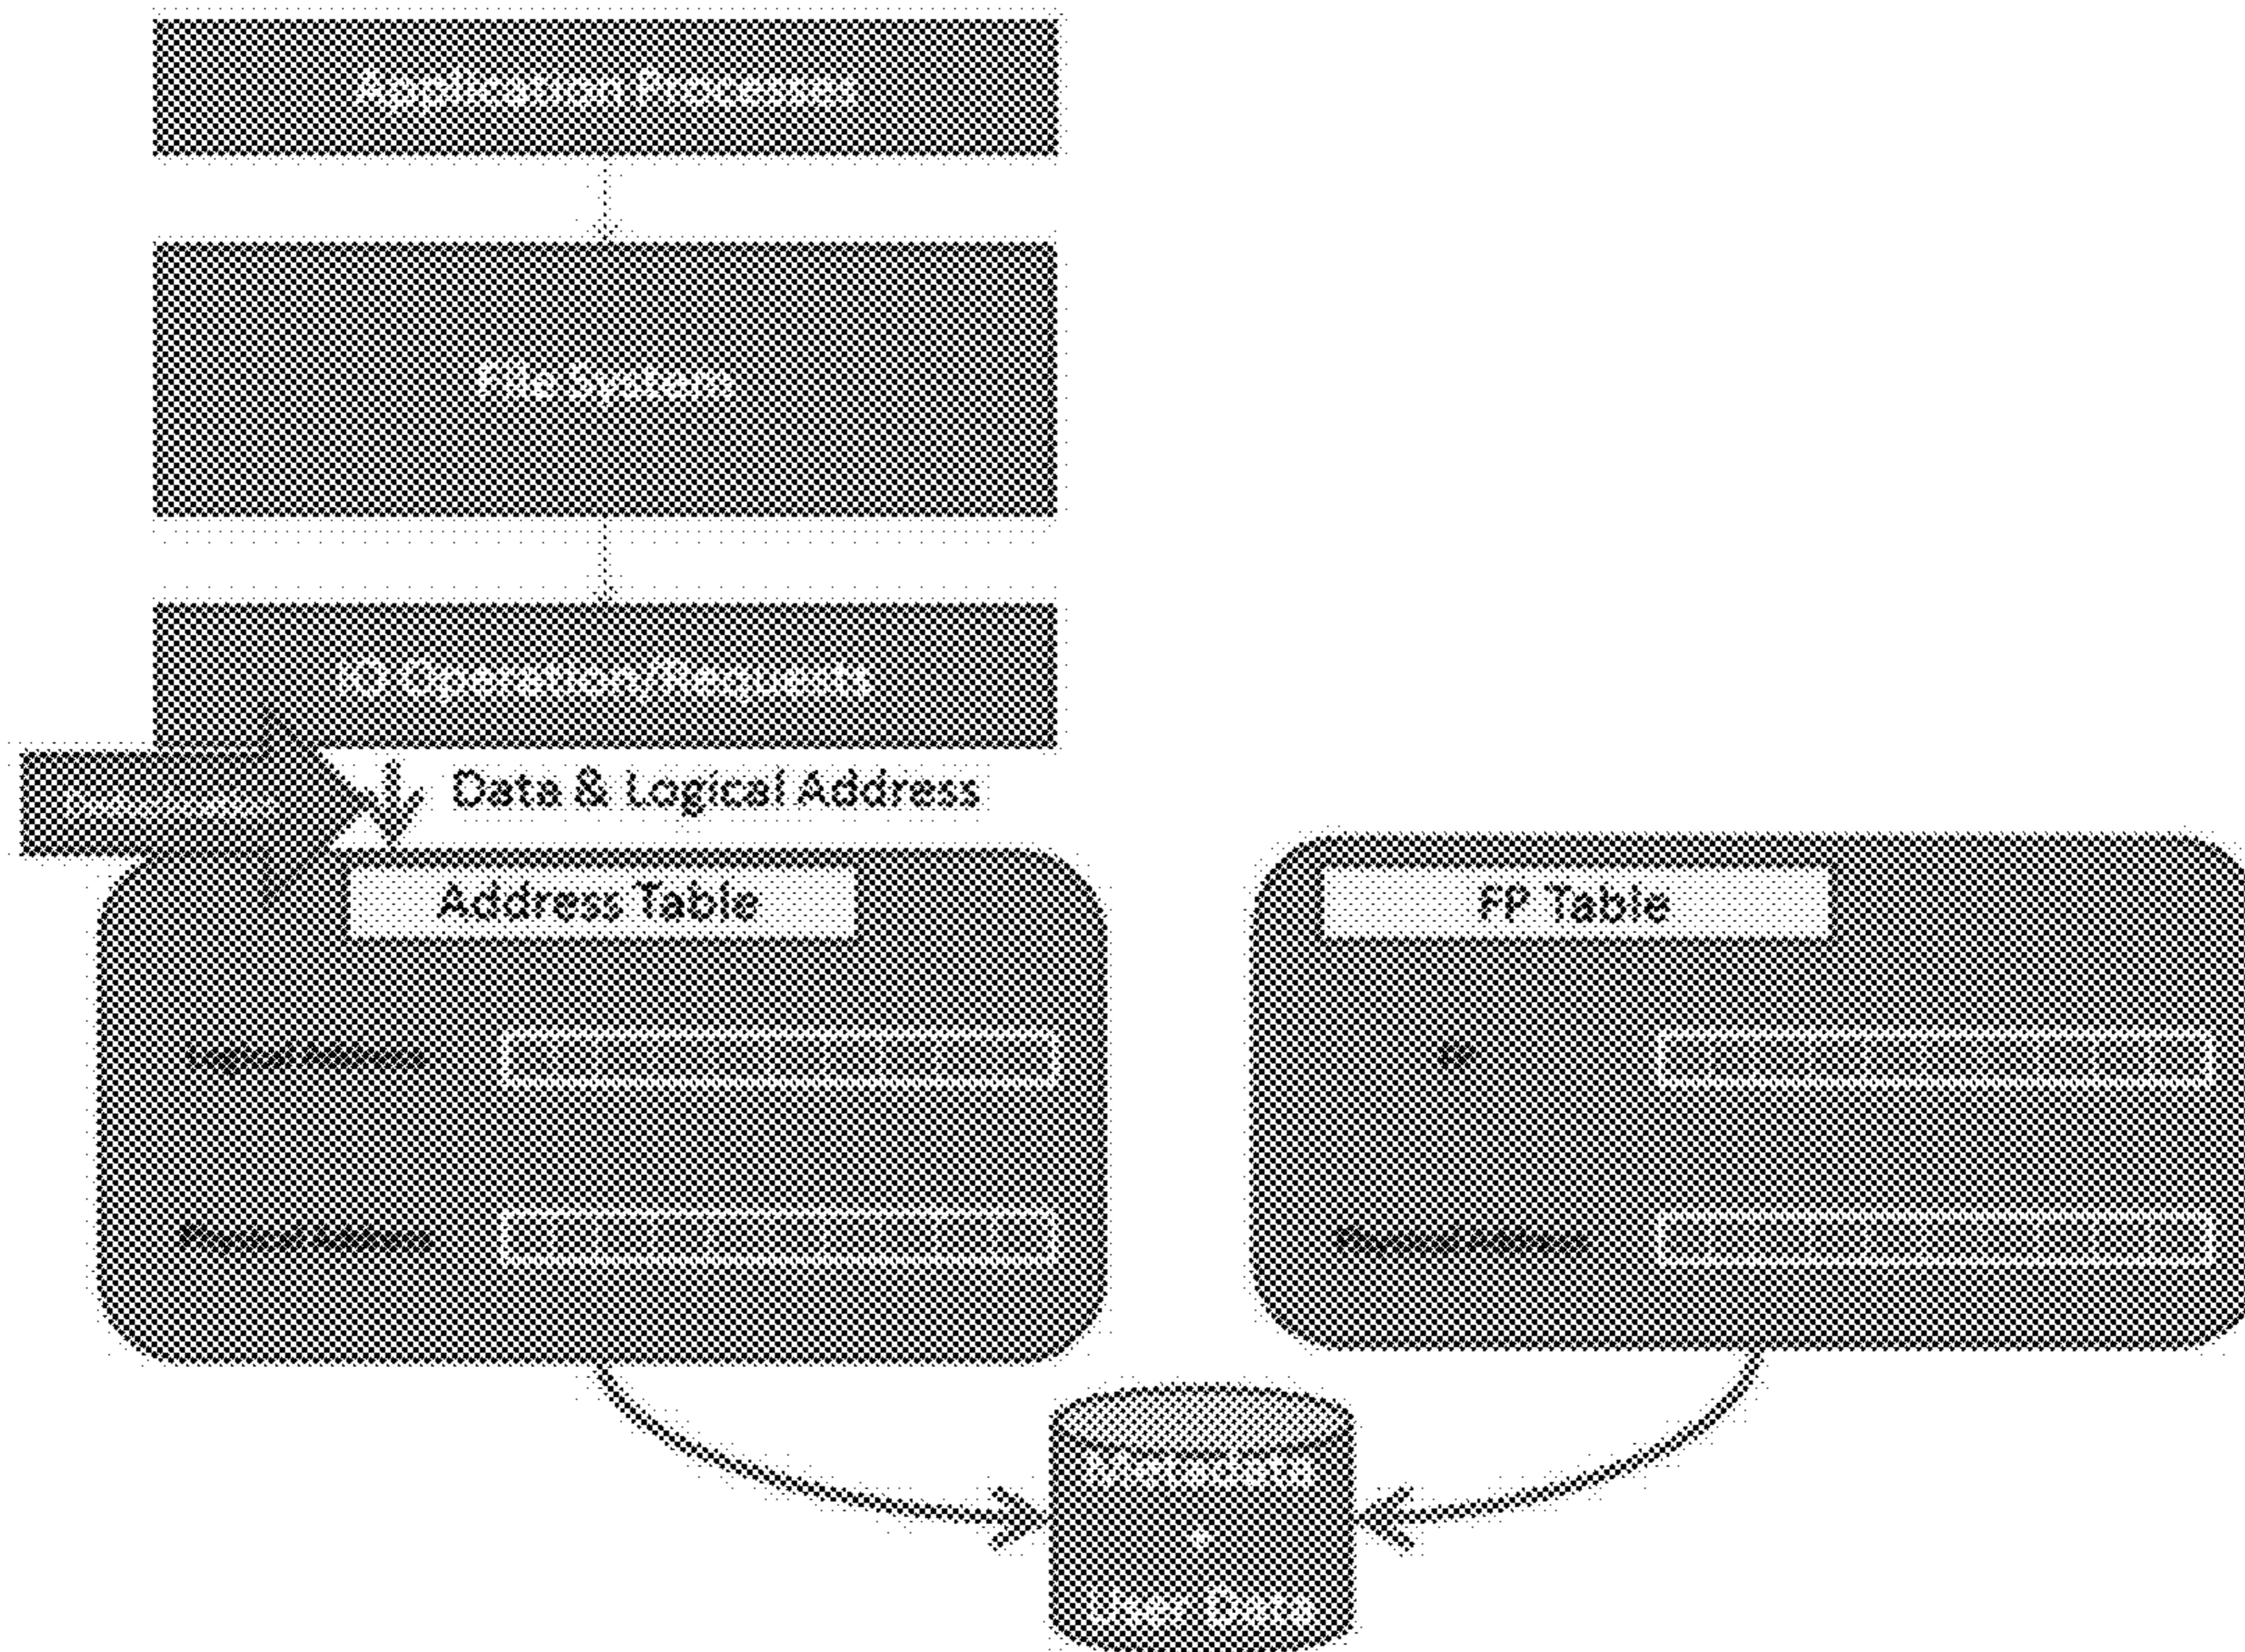 Application Processes
File System
IO Operation/Requests
Data & Logical Address
Address Table
FP Table
Logical Address
FP
Physical Address
Physical Address
Metadata
+
User Data